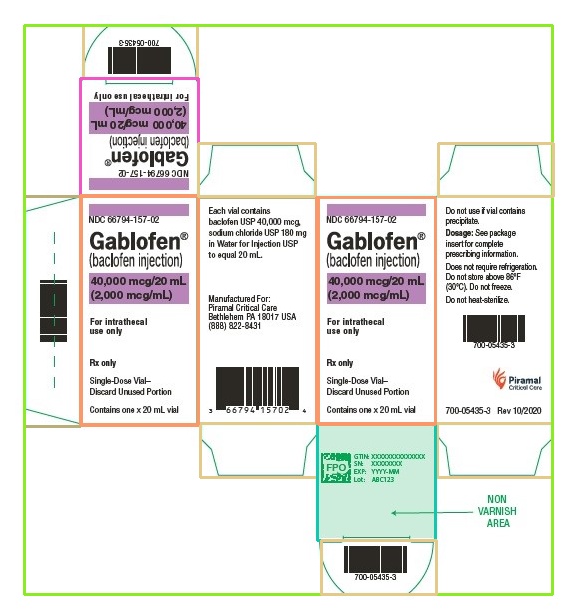 700-05435-3
For intrathecal use only
(2,000 mcg/mL)
40,000 mcg/20 mL
(baclofen injection)
Gablofen®
NDC 66794-157-02
NDC 66794-157-02
Gablofen®
(baclofen injection)
40,000 mcg/20 mL
(2,000 mcg/mL)
For intrathecal
use only
Rx only
Single-Dose Vial–
Discard Unused Portion
Contains one x 20 mL vial
Each vial contains
baclofen USP 40,000 mcg,
sodium chloride USP 180 mg
in Water for Injection USP
to equal 20 mL.
Manufactured For:
Piramal Critical Care
Bethlehem PA 18017 USA
(888) 822-8431
3 66794 15702 4
NDC 66794-157-02
Gablofen®
(baclofen injection)
40,000 mcg/20 mL
(2,000 mcg/mL)
For intrathecal
use only
Rx only
Single-Dose Vial–
Discard Unused Portion
Contains one x 20 mL vial
Do not use if vial contains
precipitate.
Dosage: See package
insert for complete
prescribing information.
Does not require refrigeration.
Do not store above 86°F
(30°C). Do not freeze.
Do not heat-sterilize.
700-05435-3
Piramal
Critical Care
700-05435-3 Rev 10/2020
FPO
GTIN: XXXXXXXXXXXXXX
SN: XXXXXXXX
EXP: YYYY-MM
Lot: ABC123
NON
VARNISH
AREA
700-05435-3